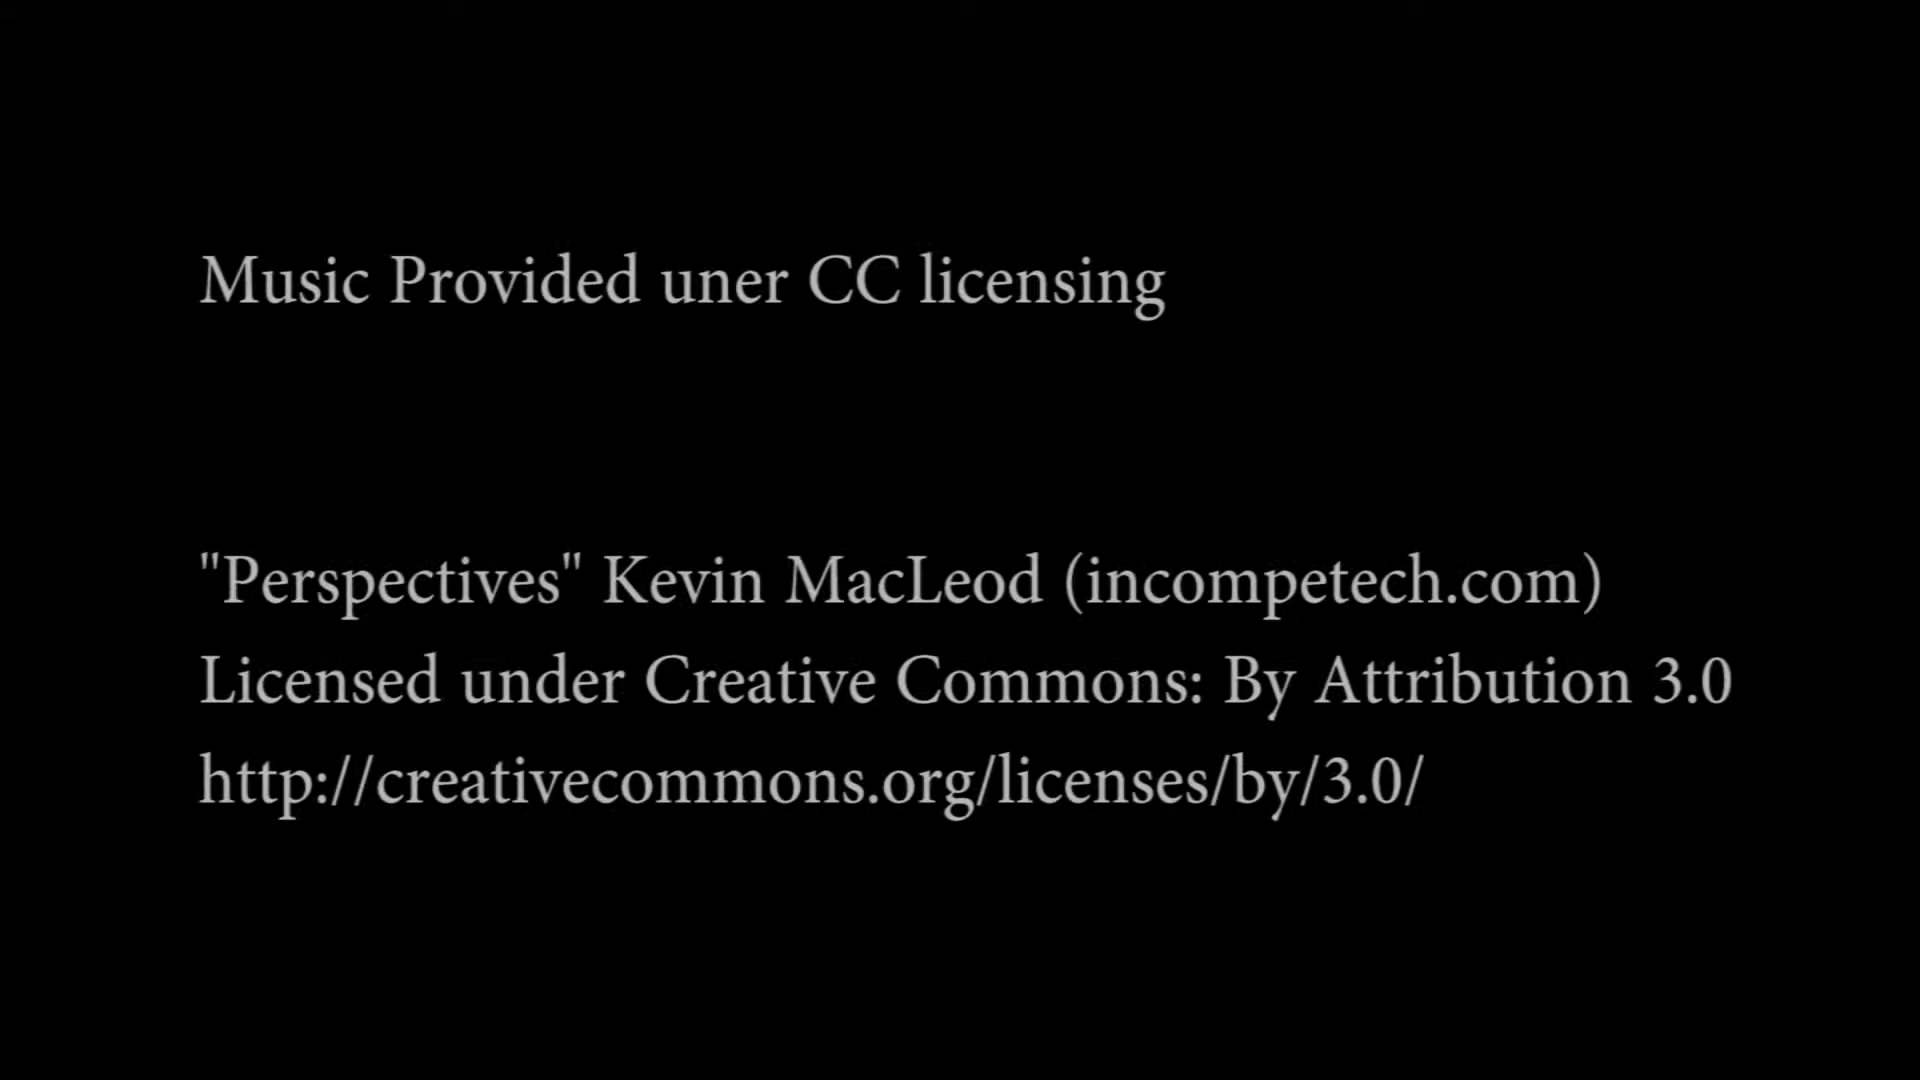 Music Provided uner CC licensing
"Perspectives" Kevin MacLeod (incompetech.com)
Licensed under Creative Commons: By Attribution 3.0
http://creativecommons.org/licenses/by/3.0/